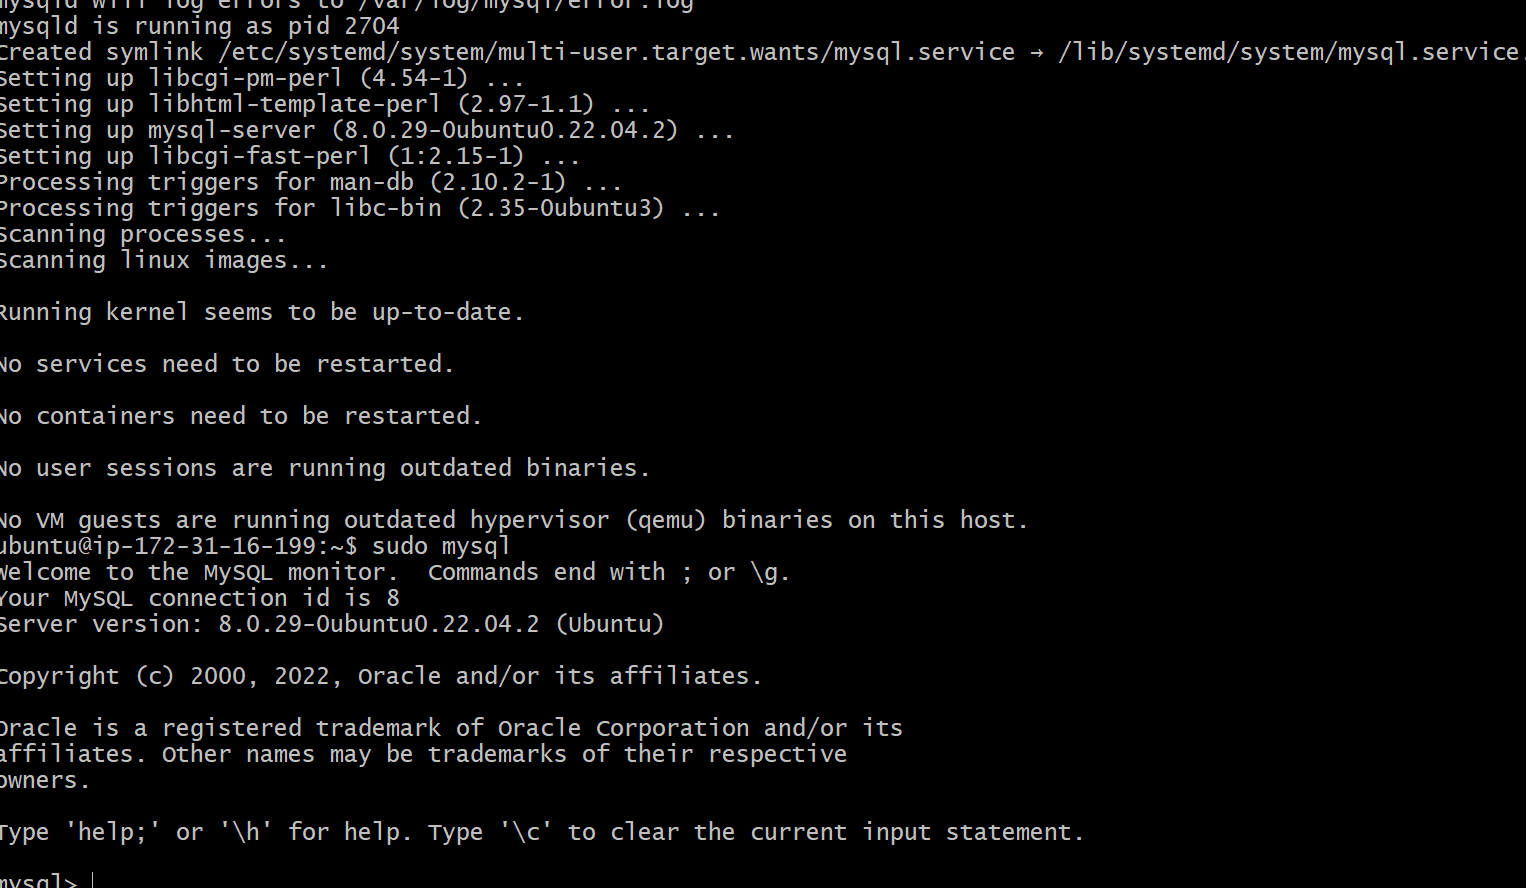 mysqld will log errors to /var/log/mysql/error.log
mysqld is running as pid 2704
Created symlink /etc/systemd/system/multi-user.target.wants/mysql.service → /lib/systemd/system/mysql.service.
Setting up libcgi-pm-perl (4.54-1) ...
Setting up libhtml-template-perl (2.97-1.1) ...
Setting up mysql-server (8.0.29-0ubuntu0.22.04.2) ...
Setting up libcgi-fast-perl (1:2.15-1) ...
Processing triggers for man-db (2.10.2-1) ...
Processing triggers for libc-bin (2.35-0ubuntu3) ...
Scanning processes...
Scanning linux images...
Running kernel seems to be up-to-date.
No services need to be restarted.
No containers need to be restarted.
No user sessions are running outdated binaries.
No VM guests are running outdated hypervisor (qemu) binaries on this host.
ubuntu@ip-172-31-16-199:~$ sudo mysql
Welcome to the MySQL monitor.  Commands end with ; or \g.
Your MySQL connection id is 8
Server version: 8.0.29-0ubuntu0.22.04.2 (Ubuntu)
Copyright (c) 2000, 2022, Oracle and/or its affiliates.
Oracle is a registered trademark of Oracle Corporation and/or its
affiliates. Other names may be trademarks of their respective
owners.
Type 'help;' or '\h' for help. Type '\c' to clear the current input statement.
mysql>